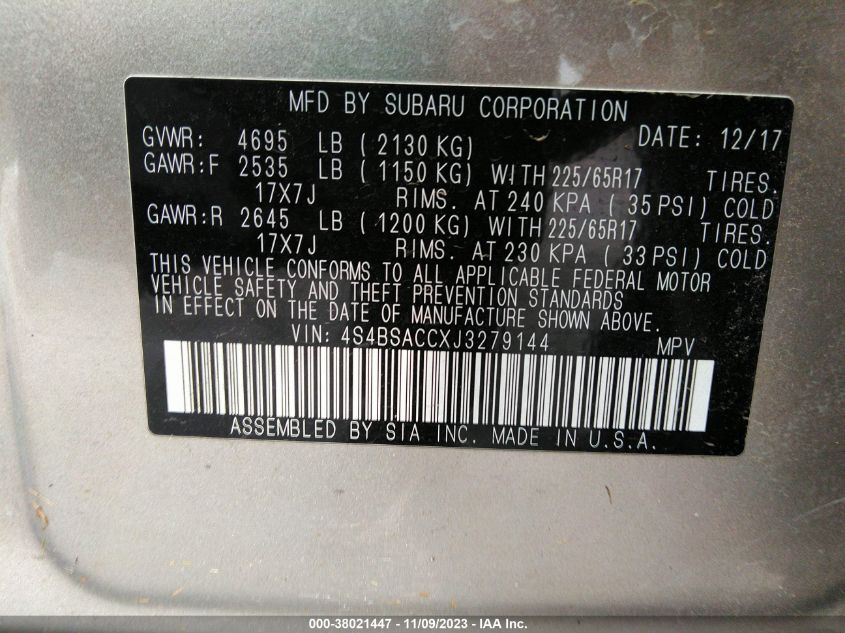 MFD BY SUBARU CORPORATION
GVWR: 4695 LB ( 2130 KG) DATE: 12/17
GAWR:F 2535 LB ( 1150 KG) WITH 225/65R17 TIRES.
17X7J RIMS. AT 240 KPA ( 35 PSI) COLD
GAWR:R 2645 LB ( 1200 KG) WITH 225/65R17 TIRES.
17X7J RIMS. AT 230 KPA ( 33 PSI) COLD
THIS VEHICLE CONFORMS TO ALL APPLICABLE FEDERAL MOTOR
VEHICLE SAFETY AND THEFT PREVENTION STANDARDS
IN EFFECT ON THE DATE OF MANUFACTURE SHOWN ABOVE.
VIN: 4S4BSACCXJ3279144 MPV
ASSEMBLED BY SIA INC. MADE IN U.S.A.
000-38021447 - 11/09/2023 - IAA Inc.